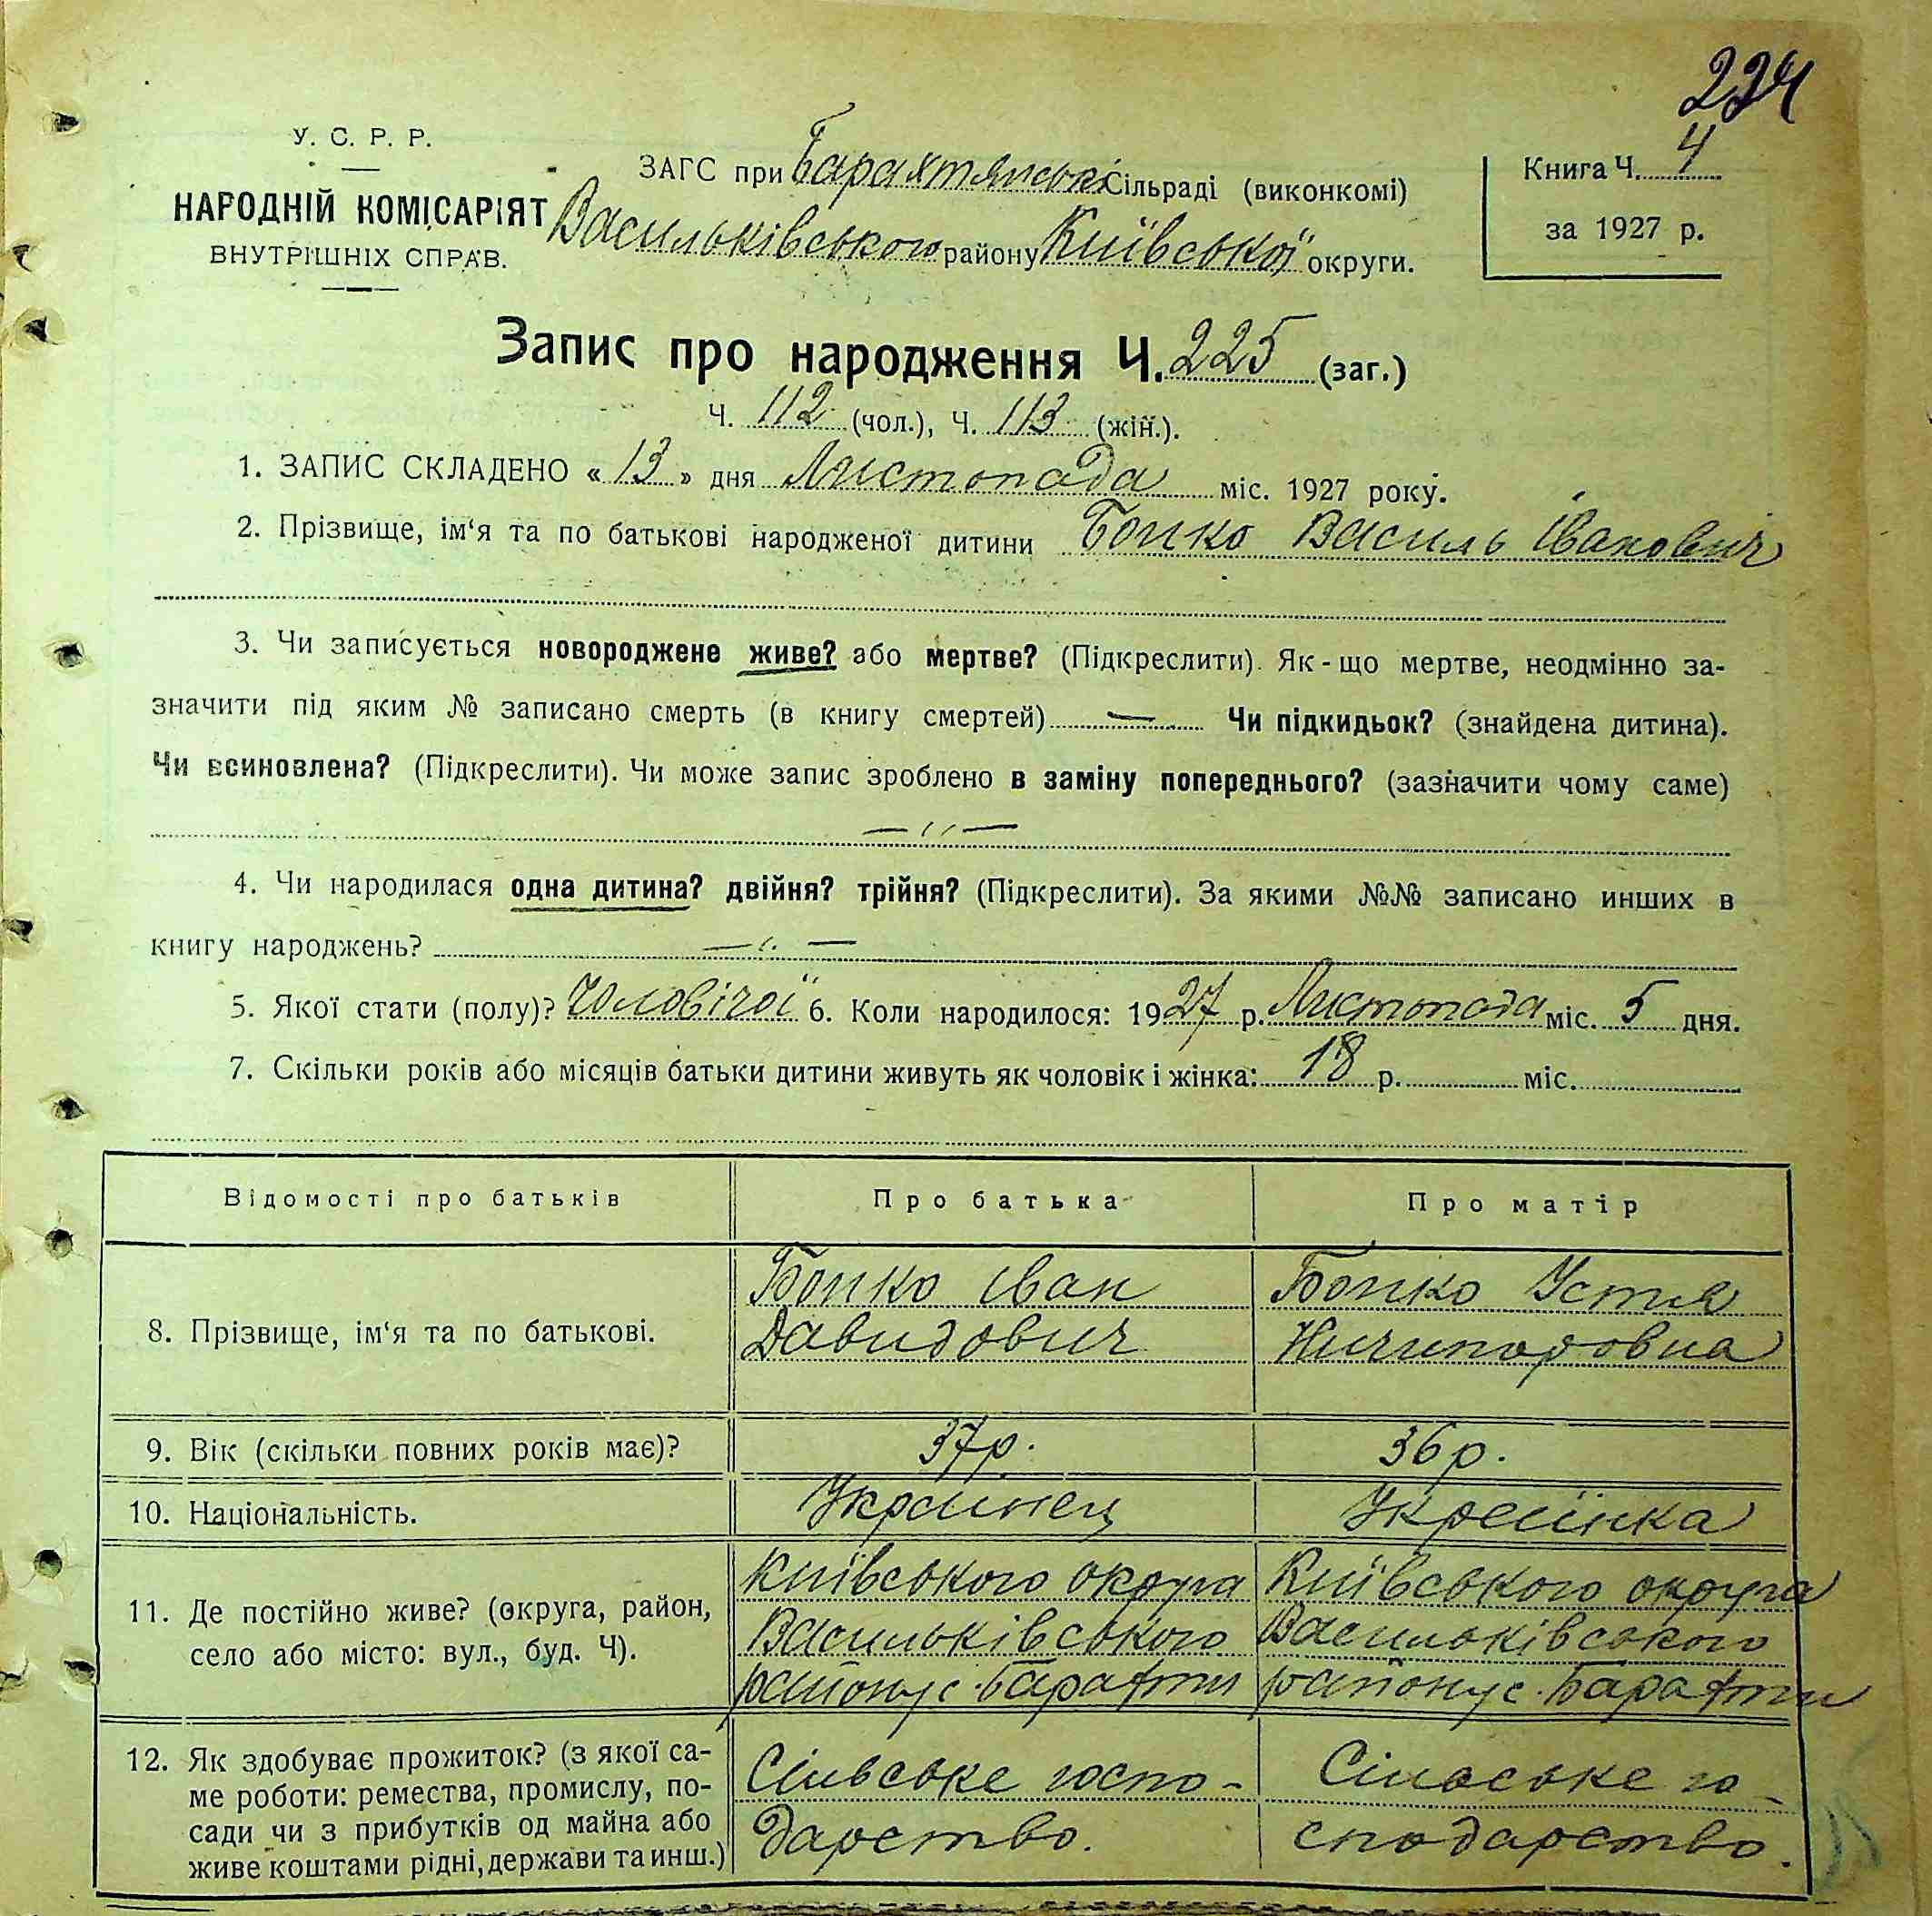 224
У. С. Р. Р.
НАРОДНІЙ КОМІСАРІЯТ
ВНУТРІШНІХ СПРАВ.
ЗАГС при Барахтянські Сільраді (виконкомі)
Васильківського району Київської округи.
Книга Ч. 4
за 1927 р.
Запис про народження Ч. 225 (заг.)
Ч. 112 (чол.), Ч. 113 (жін.).
1. ЗАПИС СКЛАДЕНО « 13 » дня Листопада міс. 1927 року.
2. Прізвище, ім‘я та по батькові народженої дитини Бойко Василь Іванович
3. Чи записується новороджене живе? або мертве? (Підкреслити). Як-що мертве, неодмінно за-
значити під яким № записано смерть (в книгу смертей) — Чи підкидьок? (знайдена дитина).
Чи всиновлена? (Підкреслити). Чи може запис зроблено в заміну попереднього? (зазначити чому саме)
— ,, —
4. Чи народилася одна дитина? двійня? трійня? (Підкреслити). За якими №№ записано инших в
книгу народжень? — ,, —
5. Якої стати (полу)? Чоловічої 6. Коли народилося: 1927 р. Листопада міс. 5 дня.
7. Скільки років або місяців батьки дитини живуть як чоловік і жінка: 18 р. міс.
Відомості про батьків Про батька Про матір
8. Прізвище, ім‘я та по батькові.
Бойко Іван
Давидович
Бойко Устя
Ничипоровна
9. Вік (скільки повних років має)? 37р. 36р.
10. Національність. Украинец Украінка
11. Де постійно живе? (округа, район,
село або місто: вул., буд. Ч).
Київського округа
Васильківського
району с. Барахти
Київського округа
Васильківського
району с. Барахти
12. Як здобуває прожиток? (з якої са-
ме роботи: ремества, промислу, по-
сади чи з прибутків од майна або
живе коштами рідні, держави та инш.)
Сільське госпо-
дарство.
Сільське го-
сподарство.